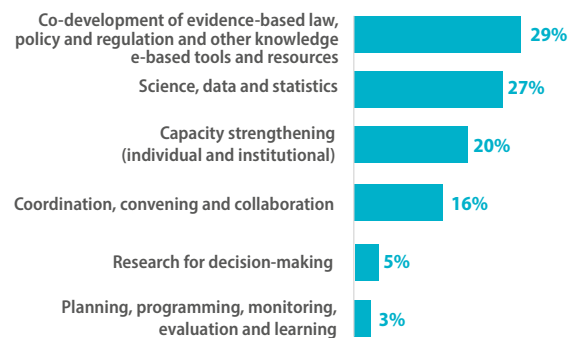 Co-development of evidence-based law,
policy and regulation and other knowledge
e-based tools and resources
29%
Science, data and statistics
27%
Capacity strengthening
(individual and institutional)
20%
Coordination, convening and collaboration
16%
Research for decision-making
5%
Planning, programming, monitoring,
evaluation and learning
3%